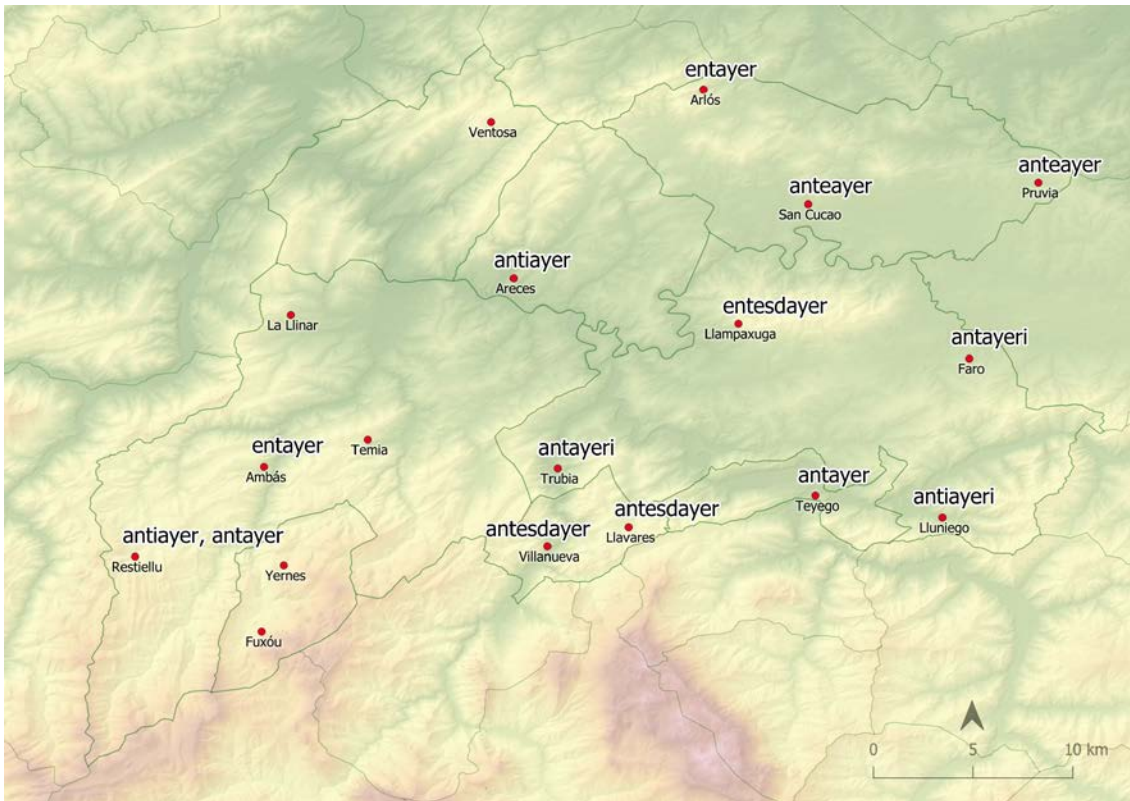 entayer
Arlós
Ventosa
anteayer
Pruvia
anteayer
San Cucao
antiayer
Areces
La Llinar
entesdayer
Llampaxuga
antayeri
Faro
Temia
entayer
Ambás
antayeri
Trubia
antayer
Teyego
antiayeri
Lluniego
antesdayer
Llavares
antesdayer
Villanueva
antiayer, antayer
Restiellu
Yernes
Fuxóu
0 5 10 km